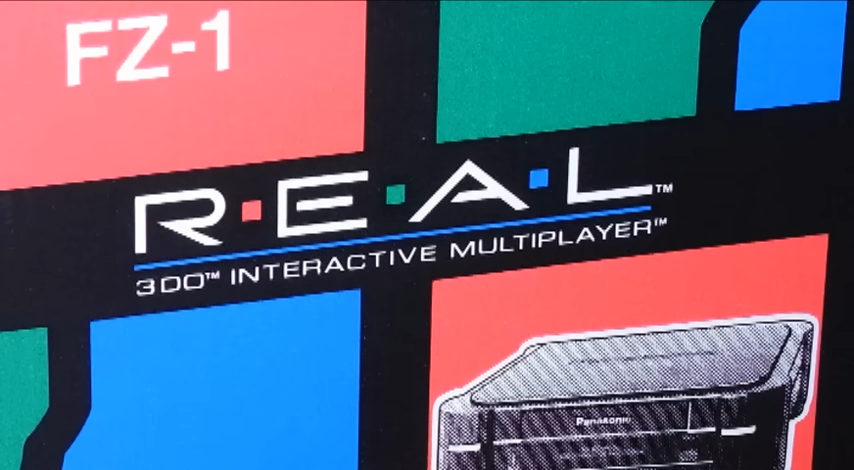 FZ-1
R·E·A·L™
3DO™ INTERACTIVE MULTIPLAYER™
Panasonic